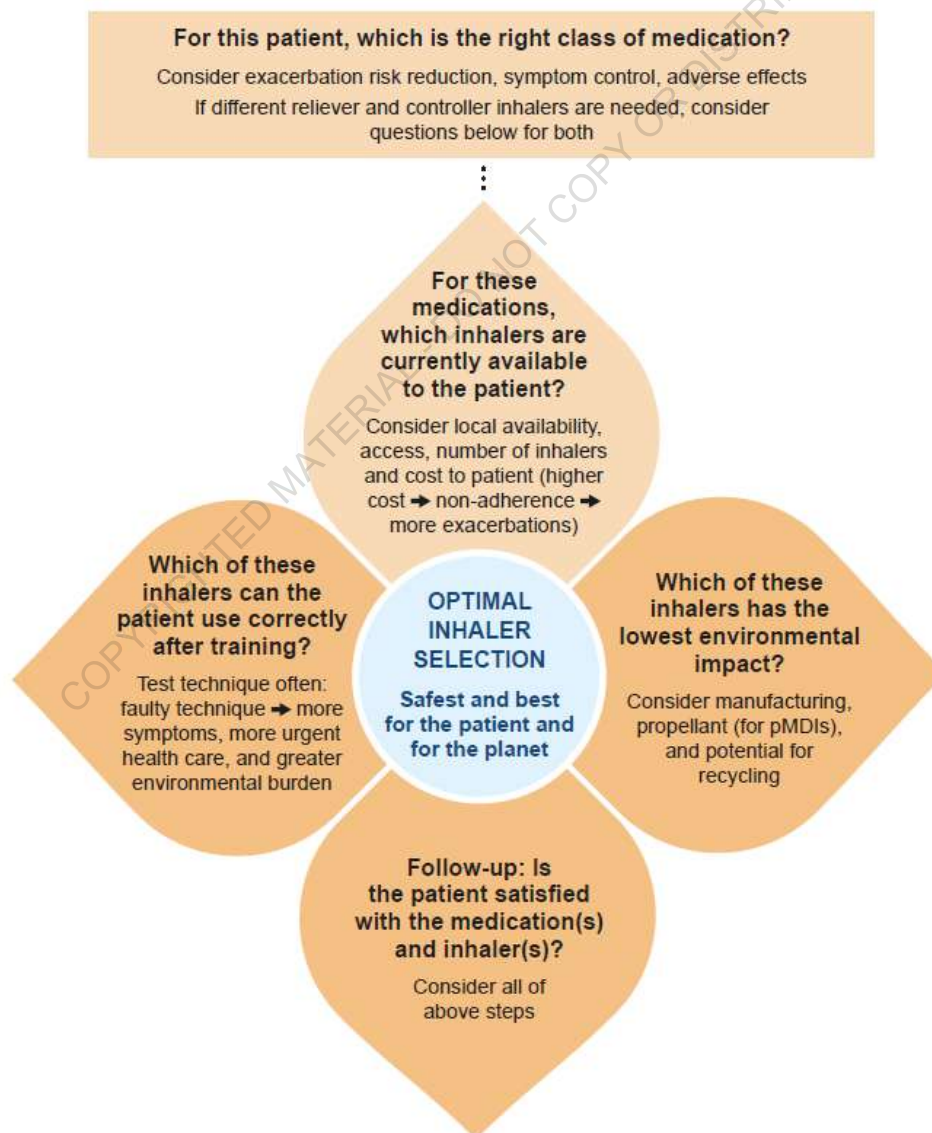 For this patient, which is the right class of medication?
Consider exacerbation risk reduction, symptom control, adverse effects
If different reliever and controller inhalers are needed, consider
questions below for both
For these
medications,
which inhalers are
currently available
to the patient?
Consider local availability,
access, number of inhalers
and cost to patient (higher
cost ➔ non-adherence ➔
more exacerbations)
Which of these
inhalers can the
patient use correctly
after training?
Test technique often:
faulty technique ➔ more
symptoms, more urgent
health care, and greater
environmental burden
OPTIMAL
INHALER
SELECTION
Safest and best
for the patient and
for the planet
Which of these
inhalers has the
lowest environmental
impact?
Consider manufacturing,
propellant (for pMDIs),
and potential for
recycling
Follow-up: Is
the patient satisfied
with the medication(s)
and inhaler(s)?
Consider all of
above steps
COPYRIGHTED MATERIAL - DO NOT COPY OR